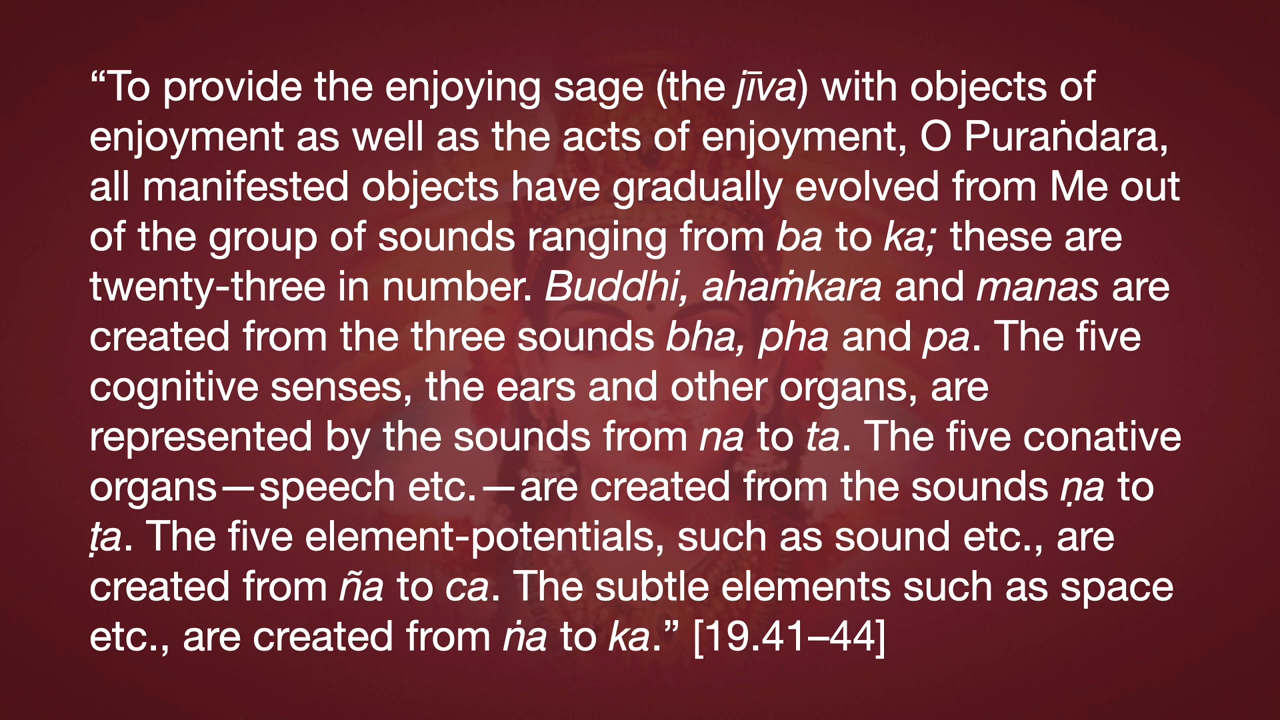 “To provide the enjoying sage (the jīva) with objects of
enjoyment as well as the acts of enjoyment, O Puraṅdara,
all manifested objects have gradually evolved from Me out
of the group of sounds ranging from ba to ka; these are
twenty-three in number. Buddhi, ahaṁkara and manas are
created from the three sounds bha, pha and pa. The five
cognitive senses, the ears and other organs, are
represented by the sounds from na to ta. The five conative
organs—speech etc.—are created from the sounds ṇa to
ṭa. The five element-potentials, such as sound etc., are
created from ña to ca. The subtle elements such as space
etc., are created from ṅa to ka.” [19.41–44]